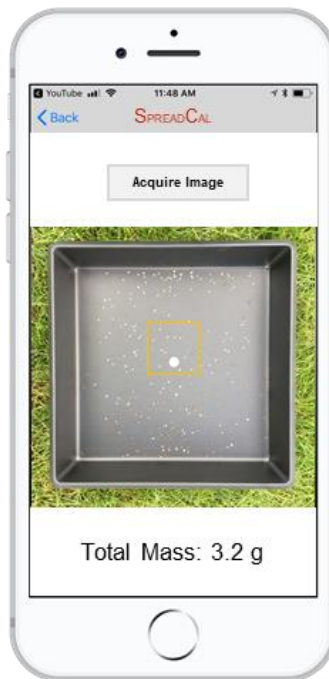 YouTube 11:48 AM
Back SPREADCAL
Acquire Image
Total Mass: 3.2 g